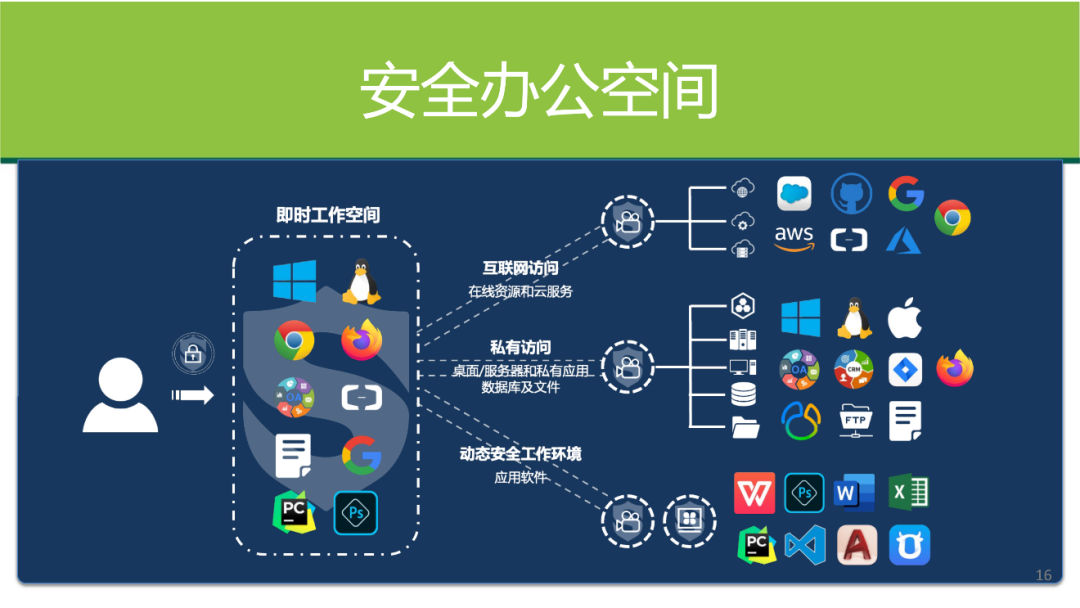 安全办公空间
即时工作空间
互联网访问
在线资源和云服务
私有访问
桌面/服务器和私有应用
数据库及文件
动态安全工作环境
应用软件
aws
OA
CRM
FTP
OA
PC
Ps
W
Ps
W
X
PC
A
16